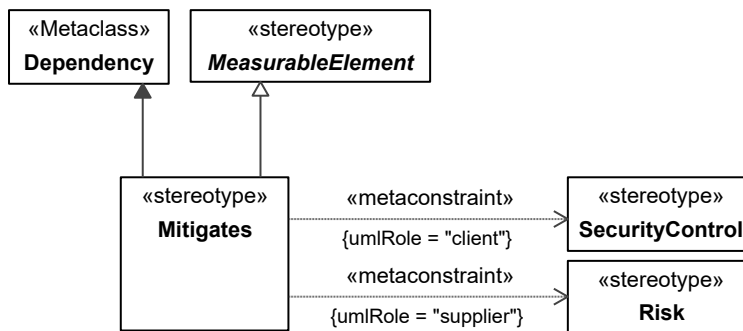 «Metaclass»
Dependency
«stereotype»
MeasurableElement
«stereotype»
Mitigates
«metaconstraint»
{umlRole = "client"}
«stereotype»
SecurityControl
«metaconstraint»
{umlRole = "supplier"}
«stereotype»
Risk